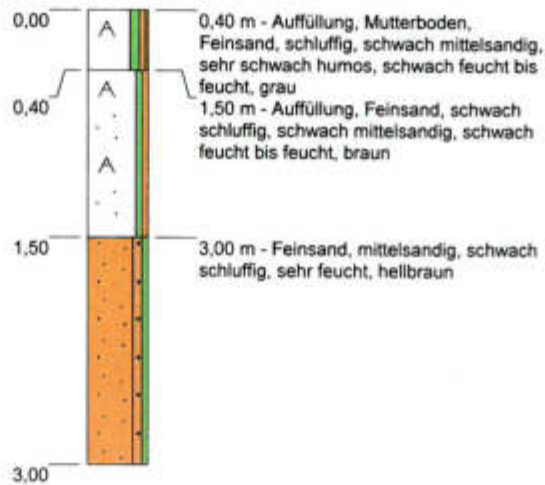 0,00
0,40 m - Auffüllung, Mutterboden,
Feinsand, schluffig, schwach mittelsandig,
sehr schwach humos, schwach feucht bis
feucht, grau
A
0,40
1,50 m - Auffüllung, Feinsand, schwach
schluffig, schwach mittelsandig, schwach
feucht bis feucht, braun
A
A
1,50
3,00 m - Feinsand, mittelsandig, schwach
schluffig, sehr feucht, hellbraun
3,00